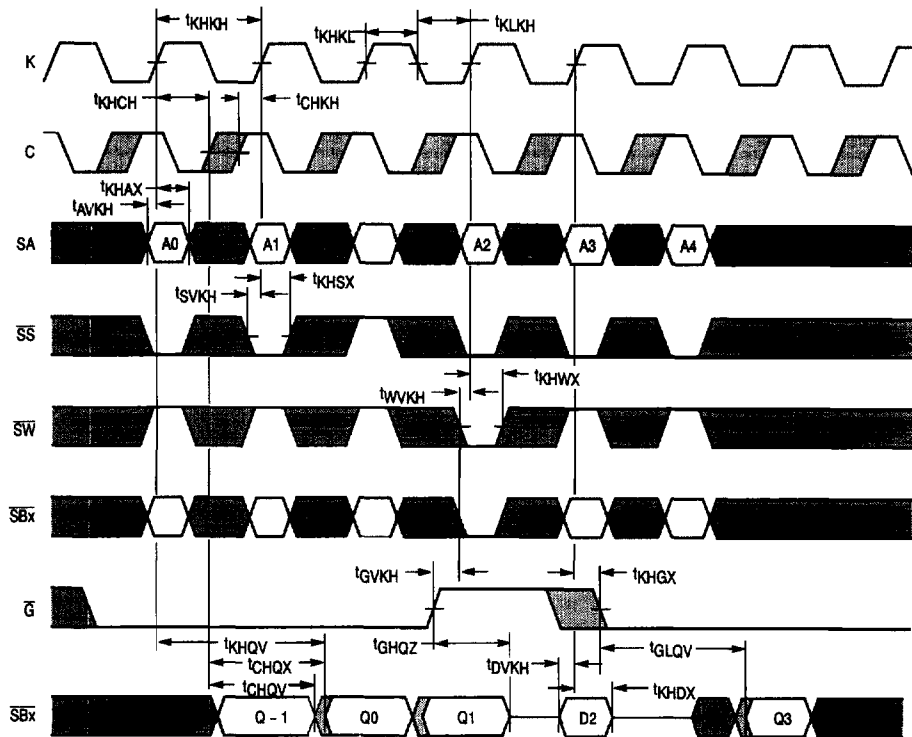 tKHKH
tKHKL
tKLKH
K
tKHCH
tCHKH
C
tKHAX
tAVKH
SA
A0
A1
A2
A3
A4
tSVKH
tKHSX
SS
tWVKH
tKHWX
SW
SBx
tGVKH
tKHGX
G
tKHQV
tGHQZ
tGLQV
tCHQX
tDVKH
tCHQV
tKHDX
SBx
Q - 1
Q0
Q1
D2
Q3